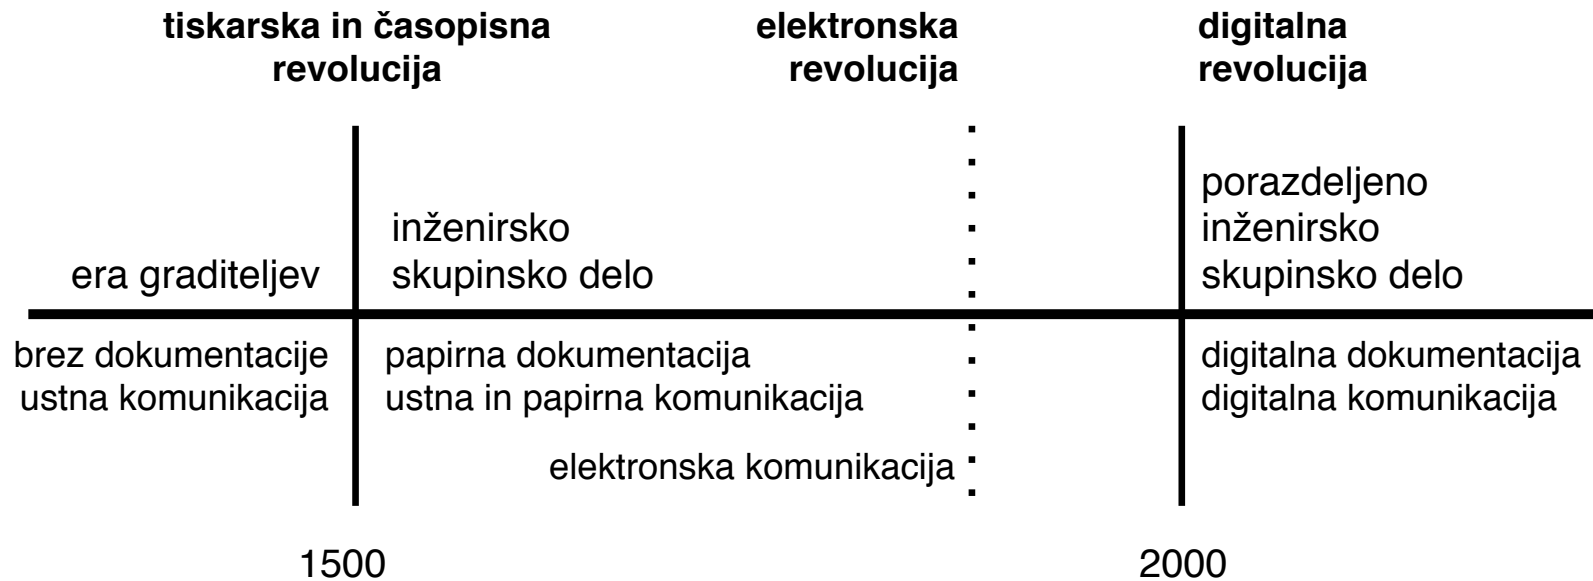 tiskarska in časopisna
revolucija
elektronska
revolucija
digitalna
revolucija
era graditeljev
inženirsko
skupinsko delo
porazdeljeno
inženirsko
skupinsko delo
brez dokumentacije
ustna komunikacija
papirna dokumentacija
ustna in papirna komunikacija
elektronska komunikacija
digitalna dokumentacija
digitalna komunikacija
1500
2000